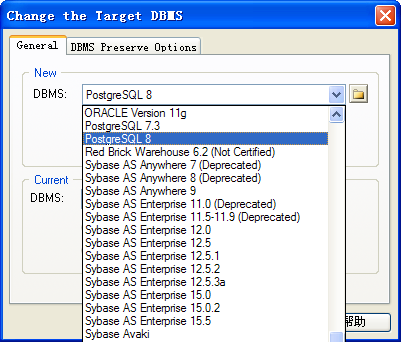 Change the Target DBMS
General
DBMS Preserve Options
New
DBMS:
PostgreSQL 8
ORACLE Version 11g
PostgreSQL 7.3
PostgreSQL 8
Red Brick Warehouse 6.2 (Not Certified)
Sybase AS Anywhere 7 (Deprecated)
Sybase AS Anywhere 8 (Deprecated)
Sybase AS Anywhere 9
Sybase AS Enterprise 11.0 (Deprecated)
Sybase AS Enterprise 11.5-11.9 (Deprecated)
Sybase AS Enterprise 12.0
Sybase AS Enterprise 12.5
Sybase AS Enterprise 12.5.1
Sybase AS Enterprise 12.5.2
Sybase AS Enterprise 12.5.3a
Sybase AS Enterprise 15.0
Sybase AS Enterprise 15.0.2
Sybase AS Enterprise 15.5
Sybase Avaki
Current
DBMS:
帮助